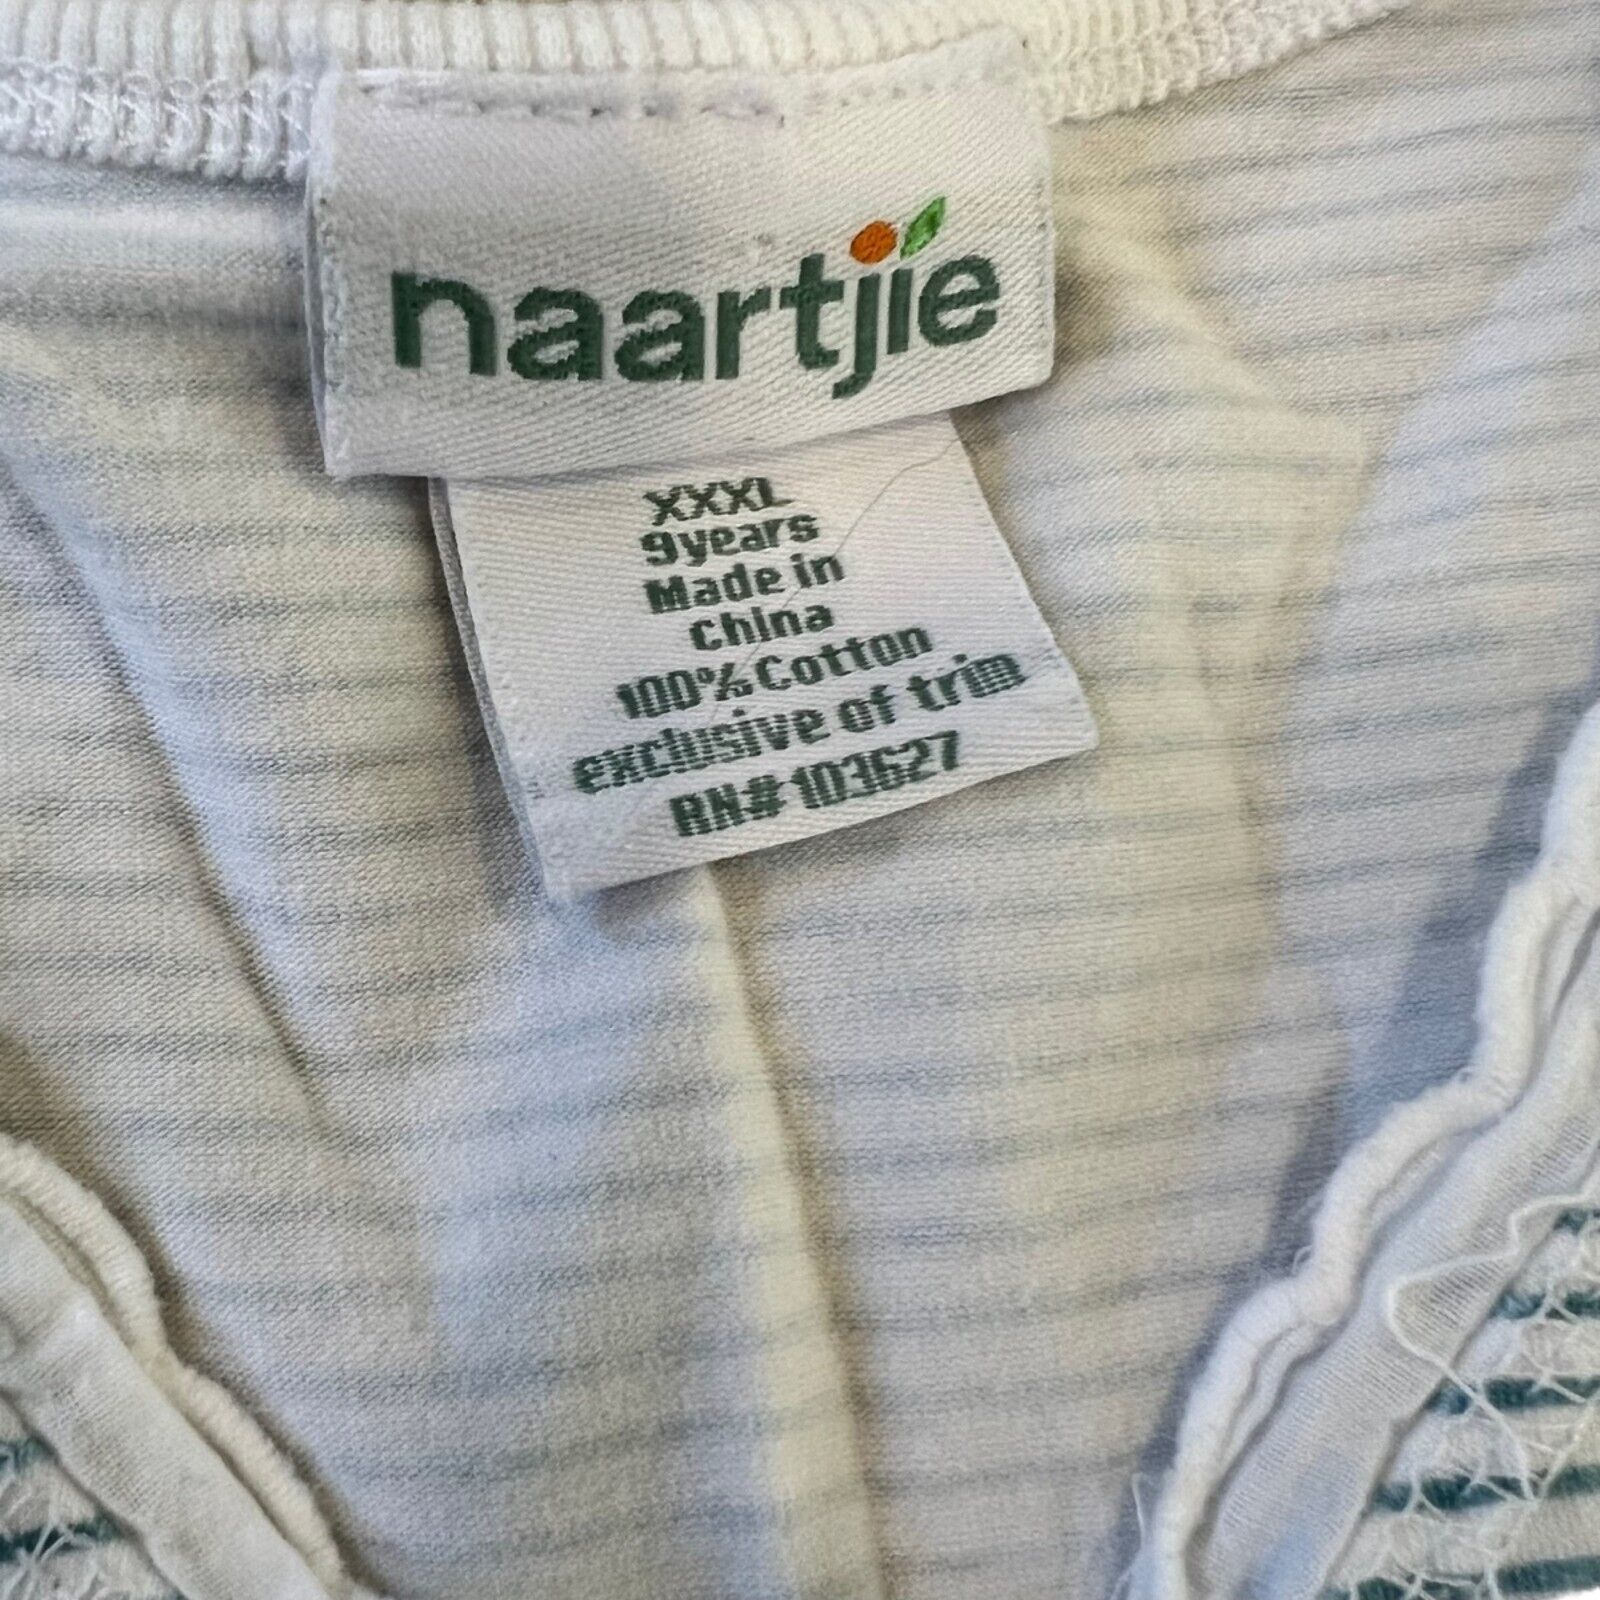 naartjie
XXXL
9years
Made in
China
100% Cotton
exclusive of trim
RN# 103627